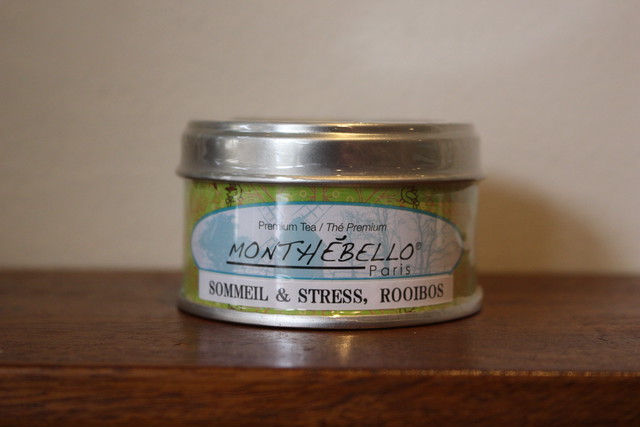 Premium Tea / Thé Premium
MONTHÉBELLO®
Paris
SOMMEIL & STRESS, ROOIBOS